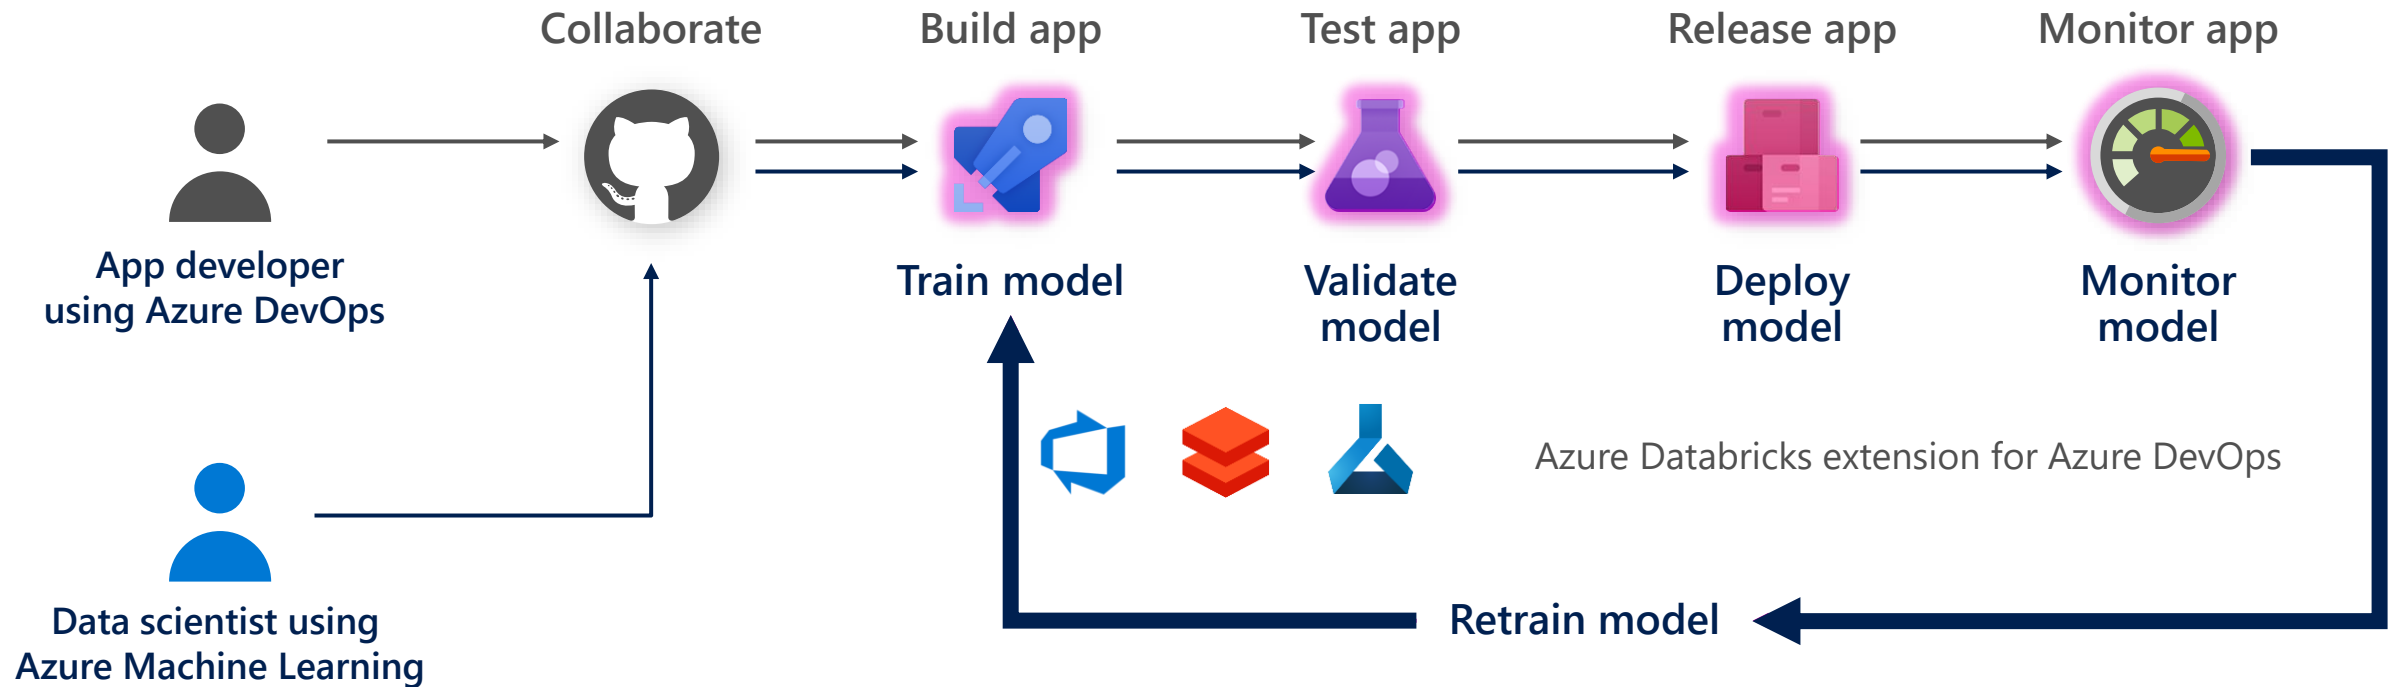 Collaborate
Build app
Test app
Release app
Monitor app
App developer
using Azure DevOps
Train model
Validate
model
Deploy
model
Monitor
model
Azure Databricks extension for Azure DevOps
Data scientist using
Azure Machine Learning
Retrain model